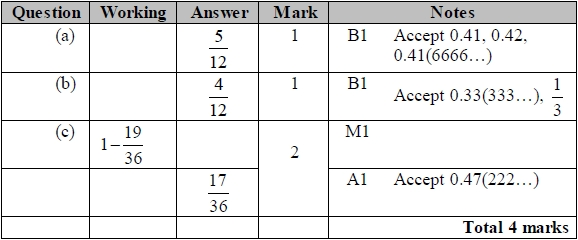 Question Working Answer Mark Notes
(a) 5/12 1 B1 Accept 0.41, 0.42,
0.41(6666…)
(b) 4/12 1 B1 Accept 0.33(333…), 1/3
(c) 1–19/36 2 M1
17/36 A1 Accept 0.47(222…)
Total 4 marks